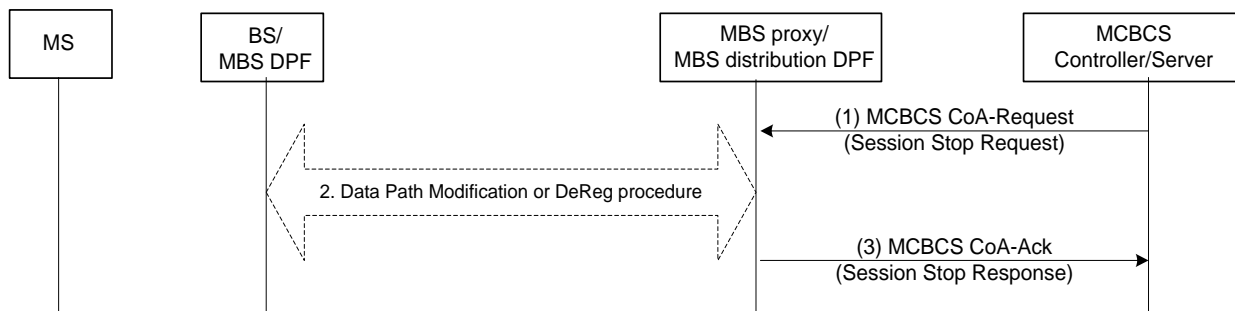 MS
BS/
MBS DPF
MBS proxy/
MBS distribution DPF
MCBCS
Controller/Server
(1) MCBCS CoA-Request
(Session Stop Request)
2. Data Path Modification or DeReg procedure
(3) MCBCS CoA-Ack
(Session Stop Response)